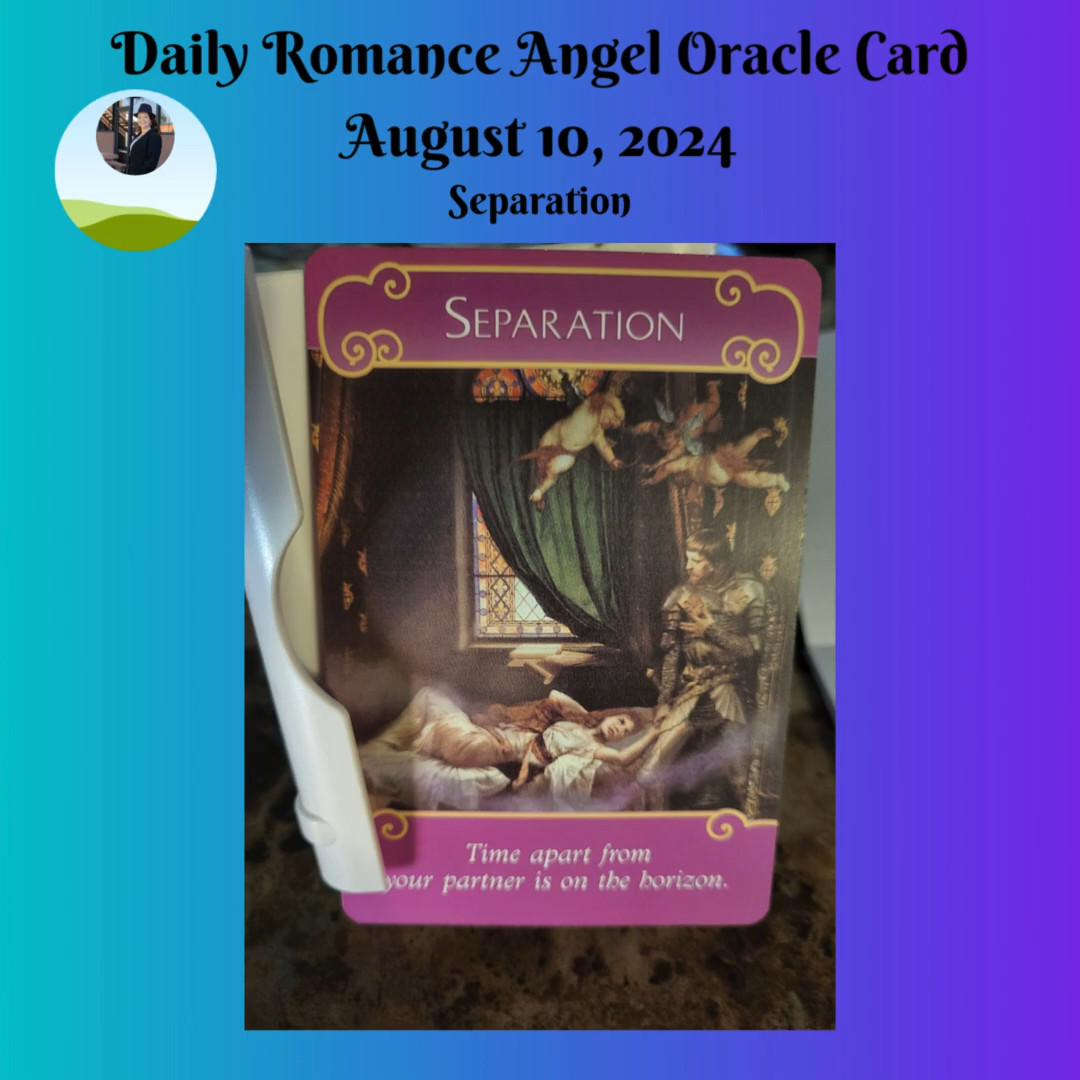 Daily Romance Angel Oracle Card
August 10, 2024
Separation
SEPARATION
Time apart from
your partner is on the horizon.